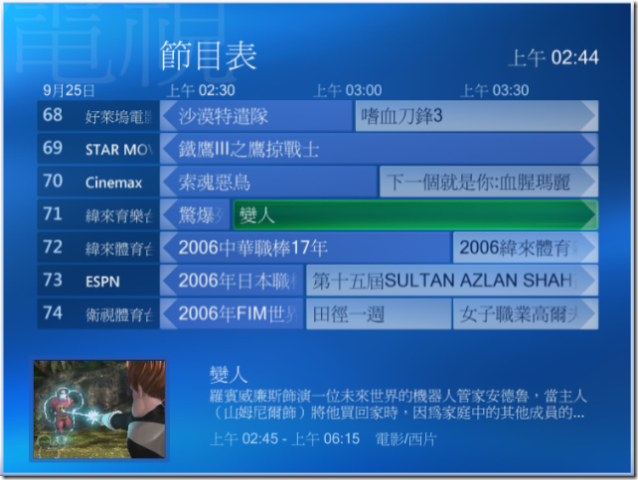 電視
節目表
上午 02:44
9月25日 上午 02:30 上午 03:00 上午 03:30
68 好萊塢電 沙漠特遣隊 嗜血刀鋒3
69 STAR MOV 鐵鷹III之鷹掠戰士
70 Cinemax 索魂惡鳥 下一個就是你:血腥瑪麗
71 緯來育樂台 驚爆 變人
72 緯來體育台 2006中華職棒17年 2006緯來體育
73 ESPN 2006年日本職 第十五屆SULTAN AZLAN SHAH
74 衛視體育台 2006年FIM世 田徑一週 女子職業高爾夫
變人
羅賓威廉斯飾演一位未來世界的機器人管家安德魯，當主人
（山姆尼爾飾）將他買回家時，因為家庭中的其他成員的...
上午 02:45 - 上午 06:15 電影/西片